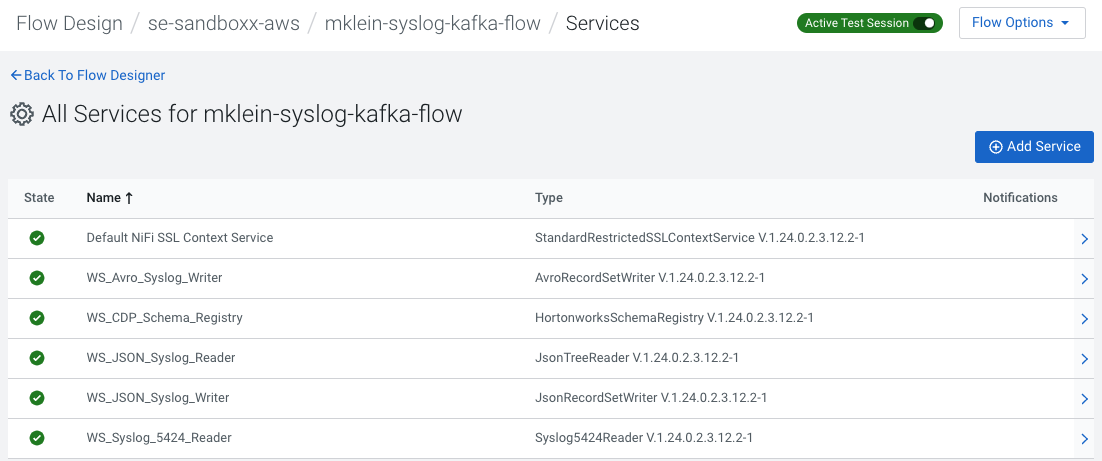 Flow Design / se-sandboxx-aws / mklein-syslog-kafka-flow / Services
Active Test Session
Flow Options
Back To Flow Designer
All Services for mklein-syslog-kafka-flow
Add Service
State Name Type Notifications
Default NiFi SSL Context Service StandardRestrictedSSLContextService V.1.24.0.2.3.12.2-1
WS_Avro_Syslog_Writer AvroRecordSetWriter V.1.24.0.2.3.12.2-1
WS_CDP_Schema_Registry HortonworksSchemaRegistry V.1.24.0.2.3.12.2-1
WS_JSON_Syslog_Reader JsonTreeReader V.1.24.0.2.3.12.2-1
WS_JSON_Syslog_Writer JsonRecordSetWriter V.1.24.0.2.3.12.2-1
WS_Syslog_5424_Reader Syslog5424Reader V.1.24.0.2.3.12.2-1